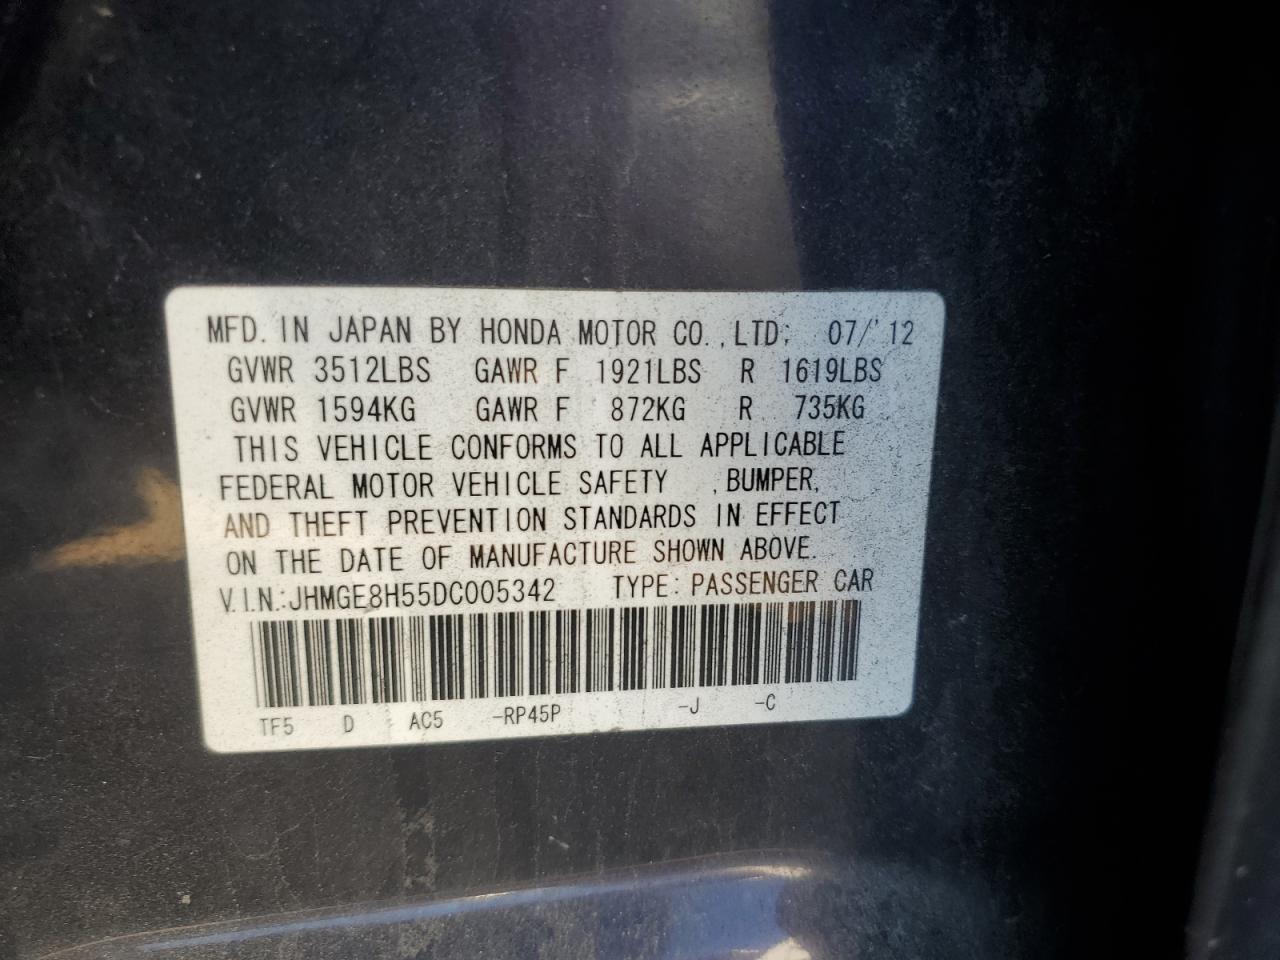 MFD. IN JAPAN BY HONDA MOTOR CO., LTD; 07/'12
GVWR 3512LBS GAWR F 1921LBS R 1619LBS
GVWR 1594KG GAWR F 872KG R 735KG
THIS VEHICLE CONFORMS TO ALL APPLICABLE
FEDERAL MOTOR VEHICLE SAFETY , BUMPER,
AND THEFT PREVENTION STANDARDS IN EFFECT
ON THE DATE OF MANUFACTURE SHOWN ABOVE.
V.I.N.:JHMGE8H55DC005342 TYPE: PASSENGER CAR
TF5 D AC5 -RP45P -J -C